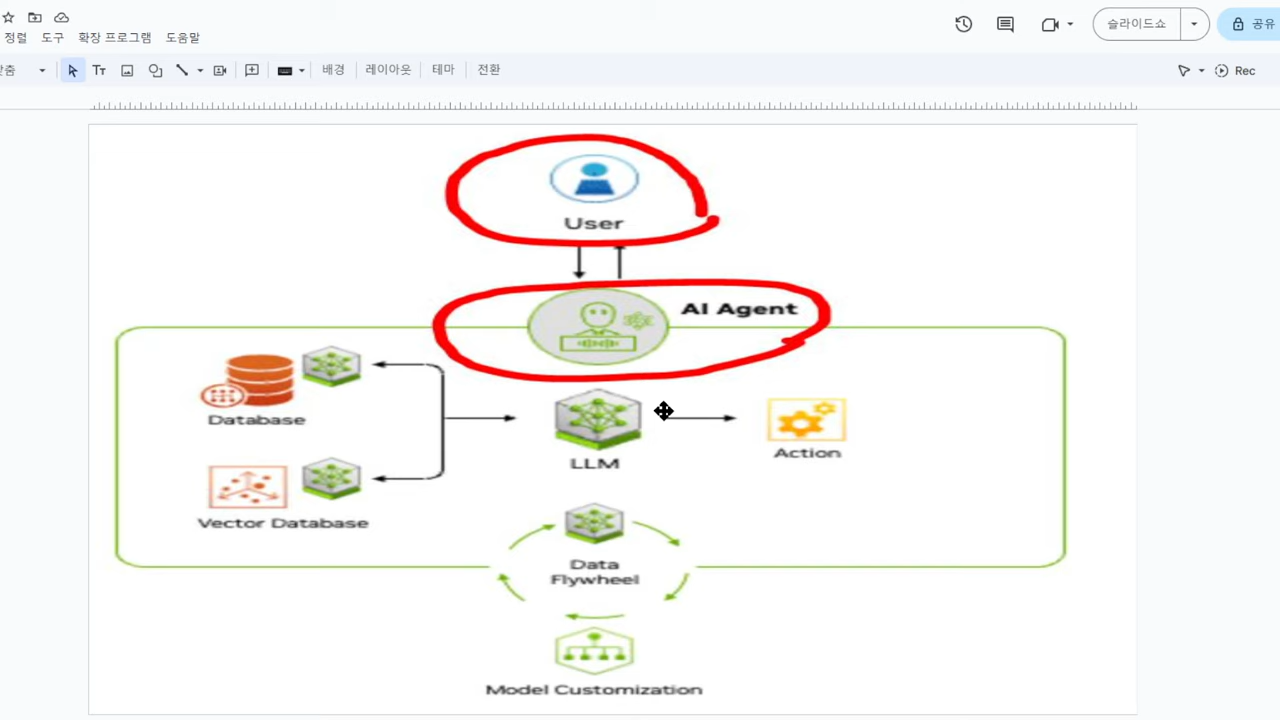 정렬 도구 확장 프로그램 도움말
슬라이드쇼
공유
배경 레이아웃 테마 전환
Rec
User
AI Agent
Database
LLM
Action
Vector Database
Data
Flywheel
Model Customization